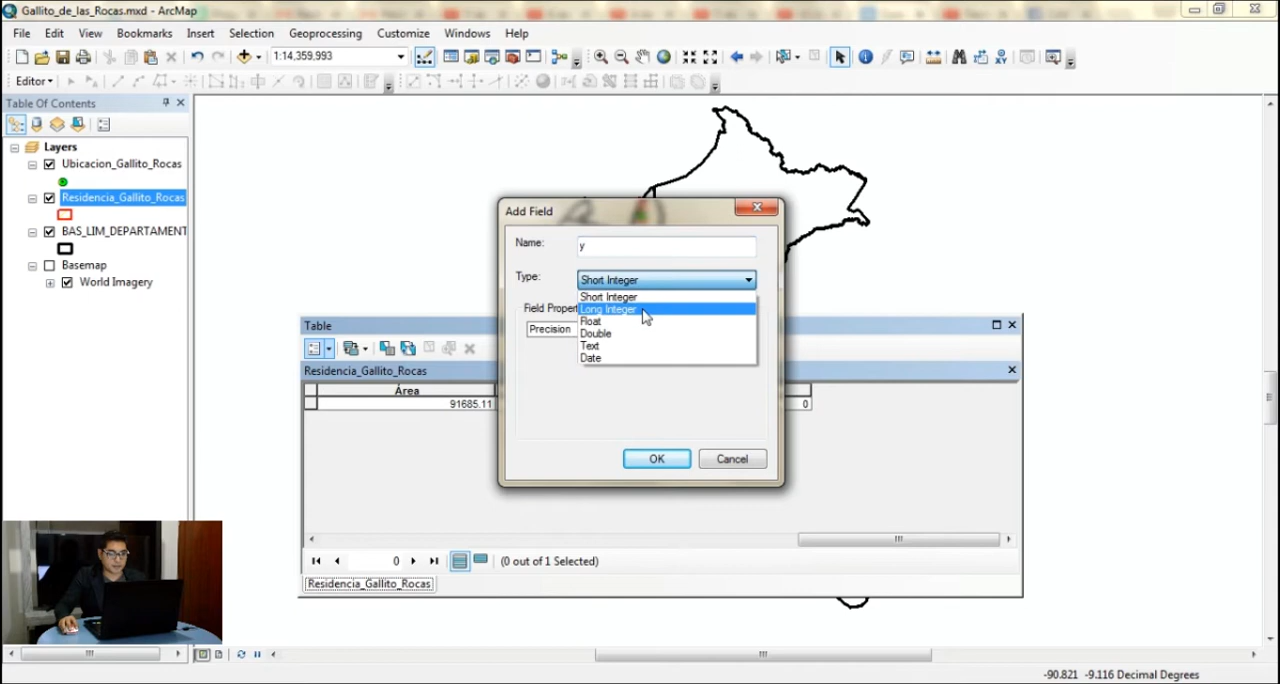 Gallito_de_las_Rocas.mxd - ArcMap
File Edit View Bookmarks Insert Selection Geoprocessing Customize Windows Help
1:14,359,993
Editor
Table Of Contents
Layers
Ubicacion_Gallito_Rocas
Residencia_Gallito_Rocas
BAS_LIM_DEPARTAMENT
Basemap
World Imagery
Add Field
Name: y
Type: Short Integer
Short Integer
Long Integer
Float
Double
Text
Date
Field Propert
Precision
OK Cancel
Table
Residencia_Gallito_Rocas
Área
91685.11 0
0 (0 out of 1 Selected)
Residencia_Gallito_Rocas
-90.821 -9.116 Decimal Degrees